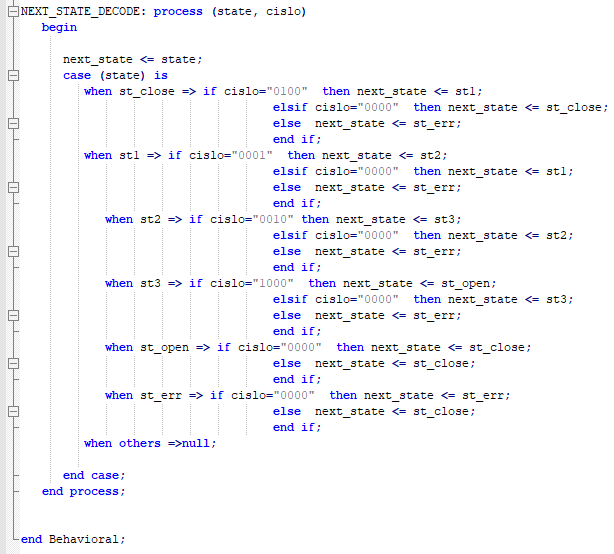 NEXT_STATE_DECODE: process (state, cislo)
begin
next_state <= state;
case (state) is
when st_close => if cislo="0100" then next_state <= st1;
elsif cislo="0000" then next_state <= st_close;
else next_state <= st_err;
end if;
when st1 => if cislo="0001" then next_state <= st2;
elsif cislo="0000" then next_state <= st1;
else next_state <= st_err;
end if;
when st2 => if cislo="0010" then next_state <= st3;
elsif cislo="0000" then next_state <= st2;
else next_state <= st_err;
end if;
when st3 => if cislo="1000" then next_state <= st_open;
elsif cislo="0000" then next_state <= st3;
else next_state <= st_err;
end if;
when st_open => if cislo="0000" then next_state <= st_close;
else next_state <= st_close;
end if;
when st_err => if cislo="0000" then next_state <= st_err;
else next_state <= st_close;
end if;
when others =>null;
end case;
end process;
end Behavioral;